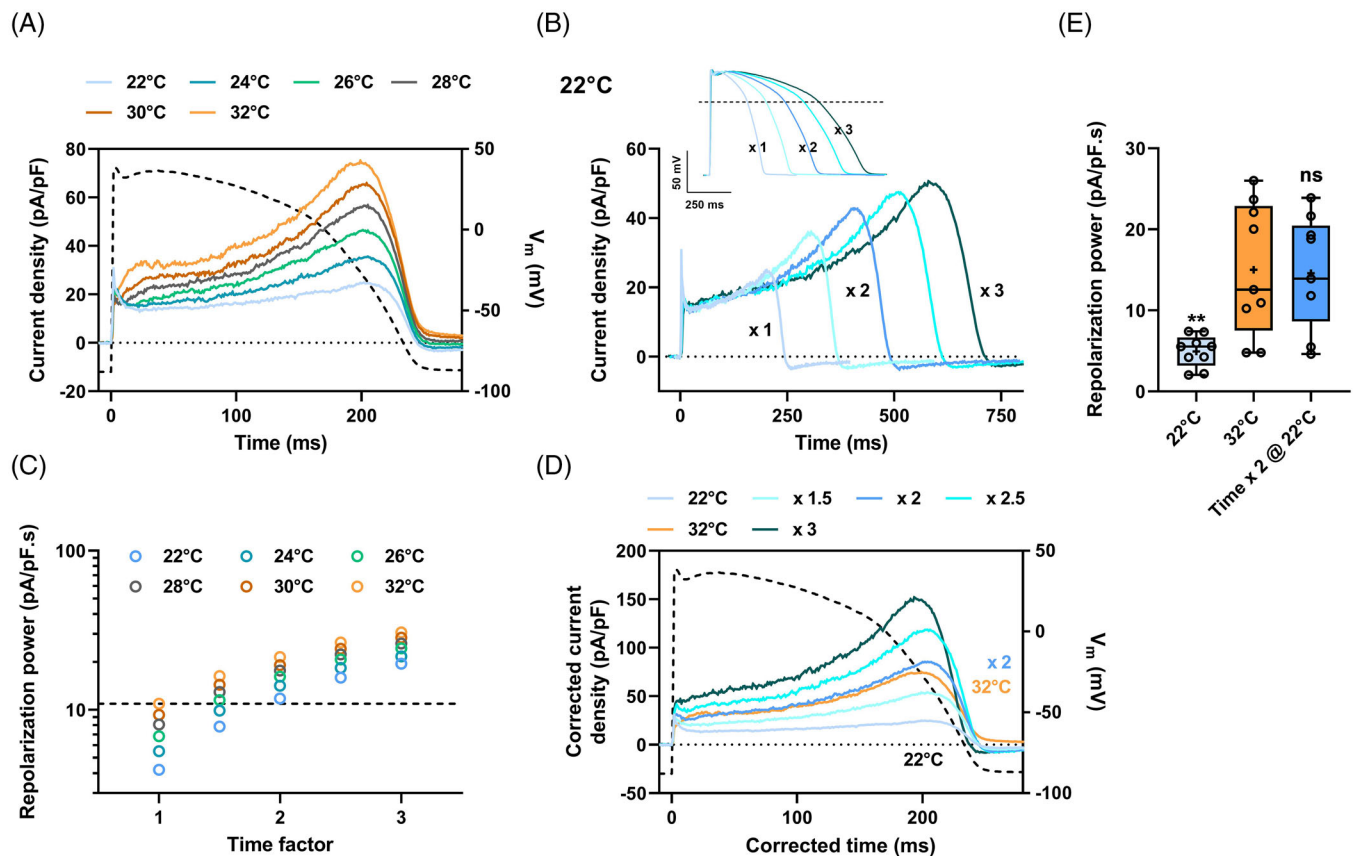 (A)
22°C 24°C 26°C 28°C
30°C 32°C
80
60
40
20
0
-20
Current density (pA/pF)
50
0
-50
-100
V_m (mV)
0 100 200
Time (ms)
(B)
22°C
x 1 x 2 x 3
50 mV
250 ms
60
40
20
0
Current density (pA/pF)
x 1 x 2 x 3
0 250 500 750
Time (ms)
(E)
30
20
10
0
Repolarization power (pA/pF.s)
**
ns
22°C
32°C
Time x 2 @ 22°C
(C)
22°C 24°C 26°C
28°C 30°C 32°C
100
10
Repolarization power (pA/pF.s)
1 2 3
Time factor
(D)
22°C x 1.5 x 2 x 2.5
32°C x 3
200
150
100
50
0
-50
Corrected current
density (pA/pF)
x 2
32°C
22°C
50
0
-50
-100
V_m (mV)
0 100 200
Corrected time (ms)